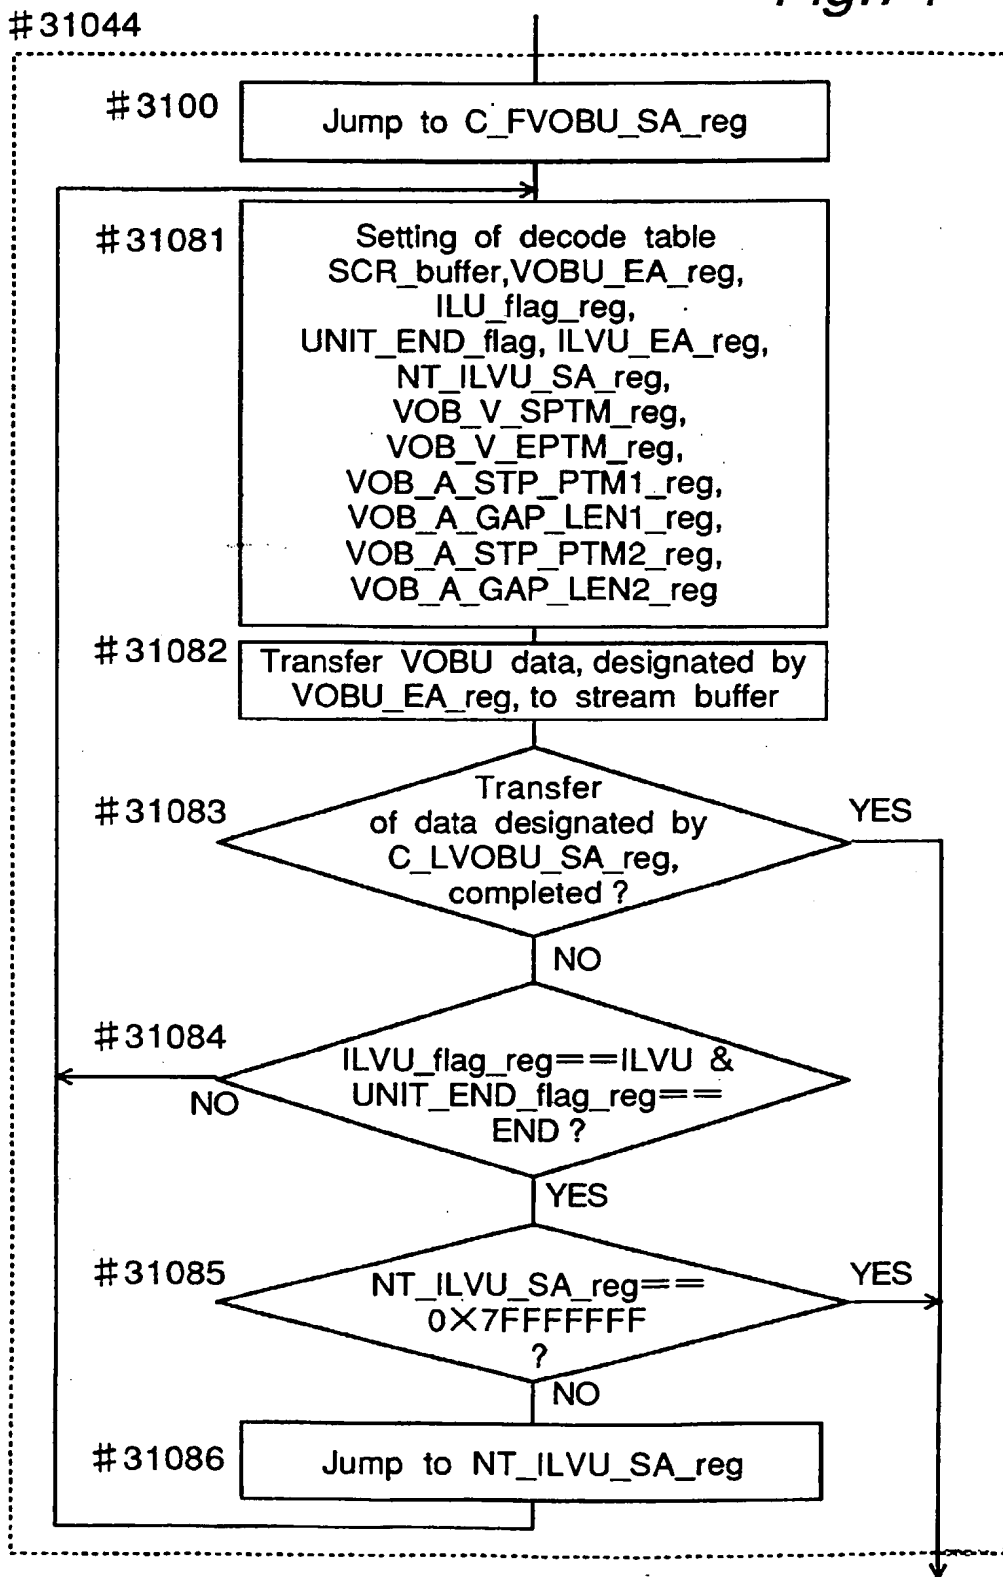 #31044
#3100
Jump to C_FVOBU_SA_reg
#31081
Setting of decode table
SCR_buffer,VOBU_EA_reg,
ILU_flag_reg,
UNIT_END_flag, ILVU_EA_reg,
NT_ILVU_SA_reg,
VOB_V_SPTM_reg,
VOB_V_EPTM_reg,
VOB_A_STP_PTM1_reg,
VOB_A_GAP_LEN1_reg,
VOB_A_STP_PTM2_reg,
VOB_A_GAP_LEN2_reg
#31082
Transfer VOBU data, designated by
VOBU_EA_reg, to stream buffer
#31083
Transfer
of data designated by
C_LVOBU_SA_reg,
completed ?
YES
NO
#31084
ILVU_flag_reg==ILVU &
UNIT_END_flag_reg==
END ?
NO
YES
#31085
NT_ILVU_SA_reg==
0X7FFFFFFF
?
YES
NO
#31086
Jump to NT_ILVU_SA_reg